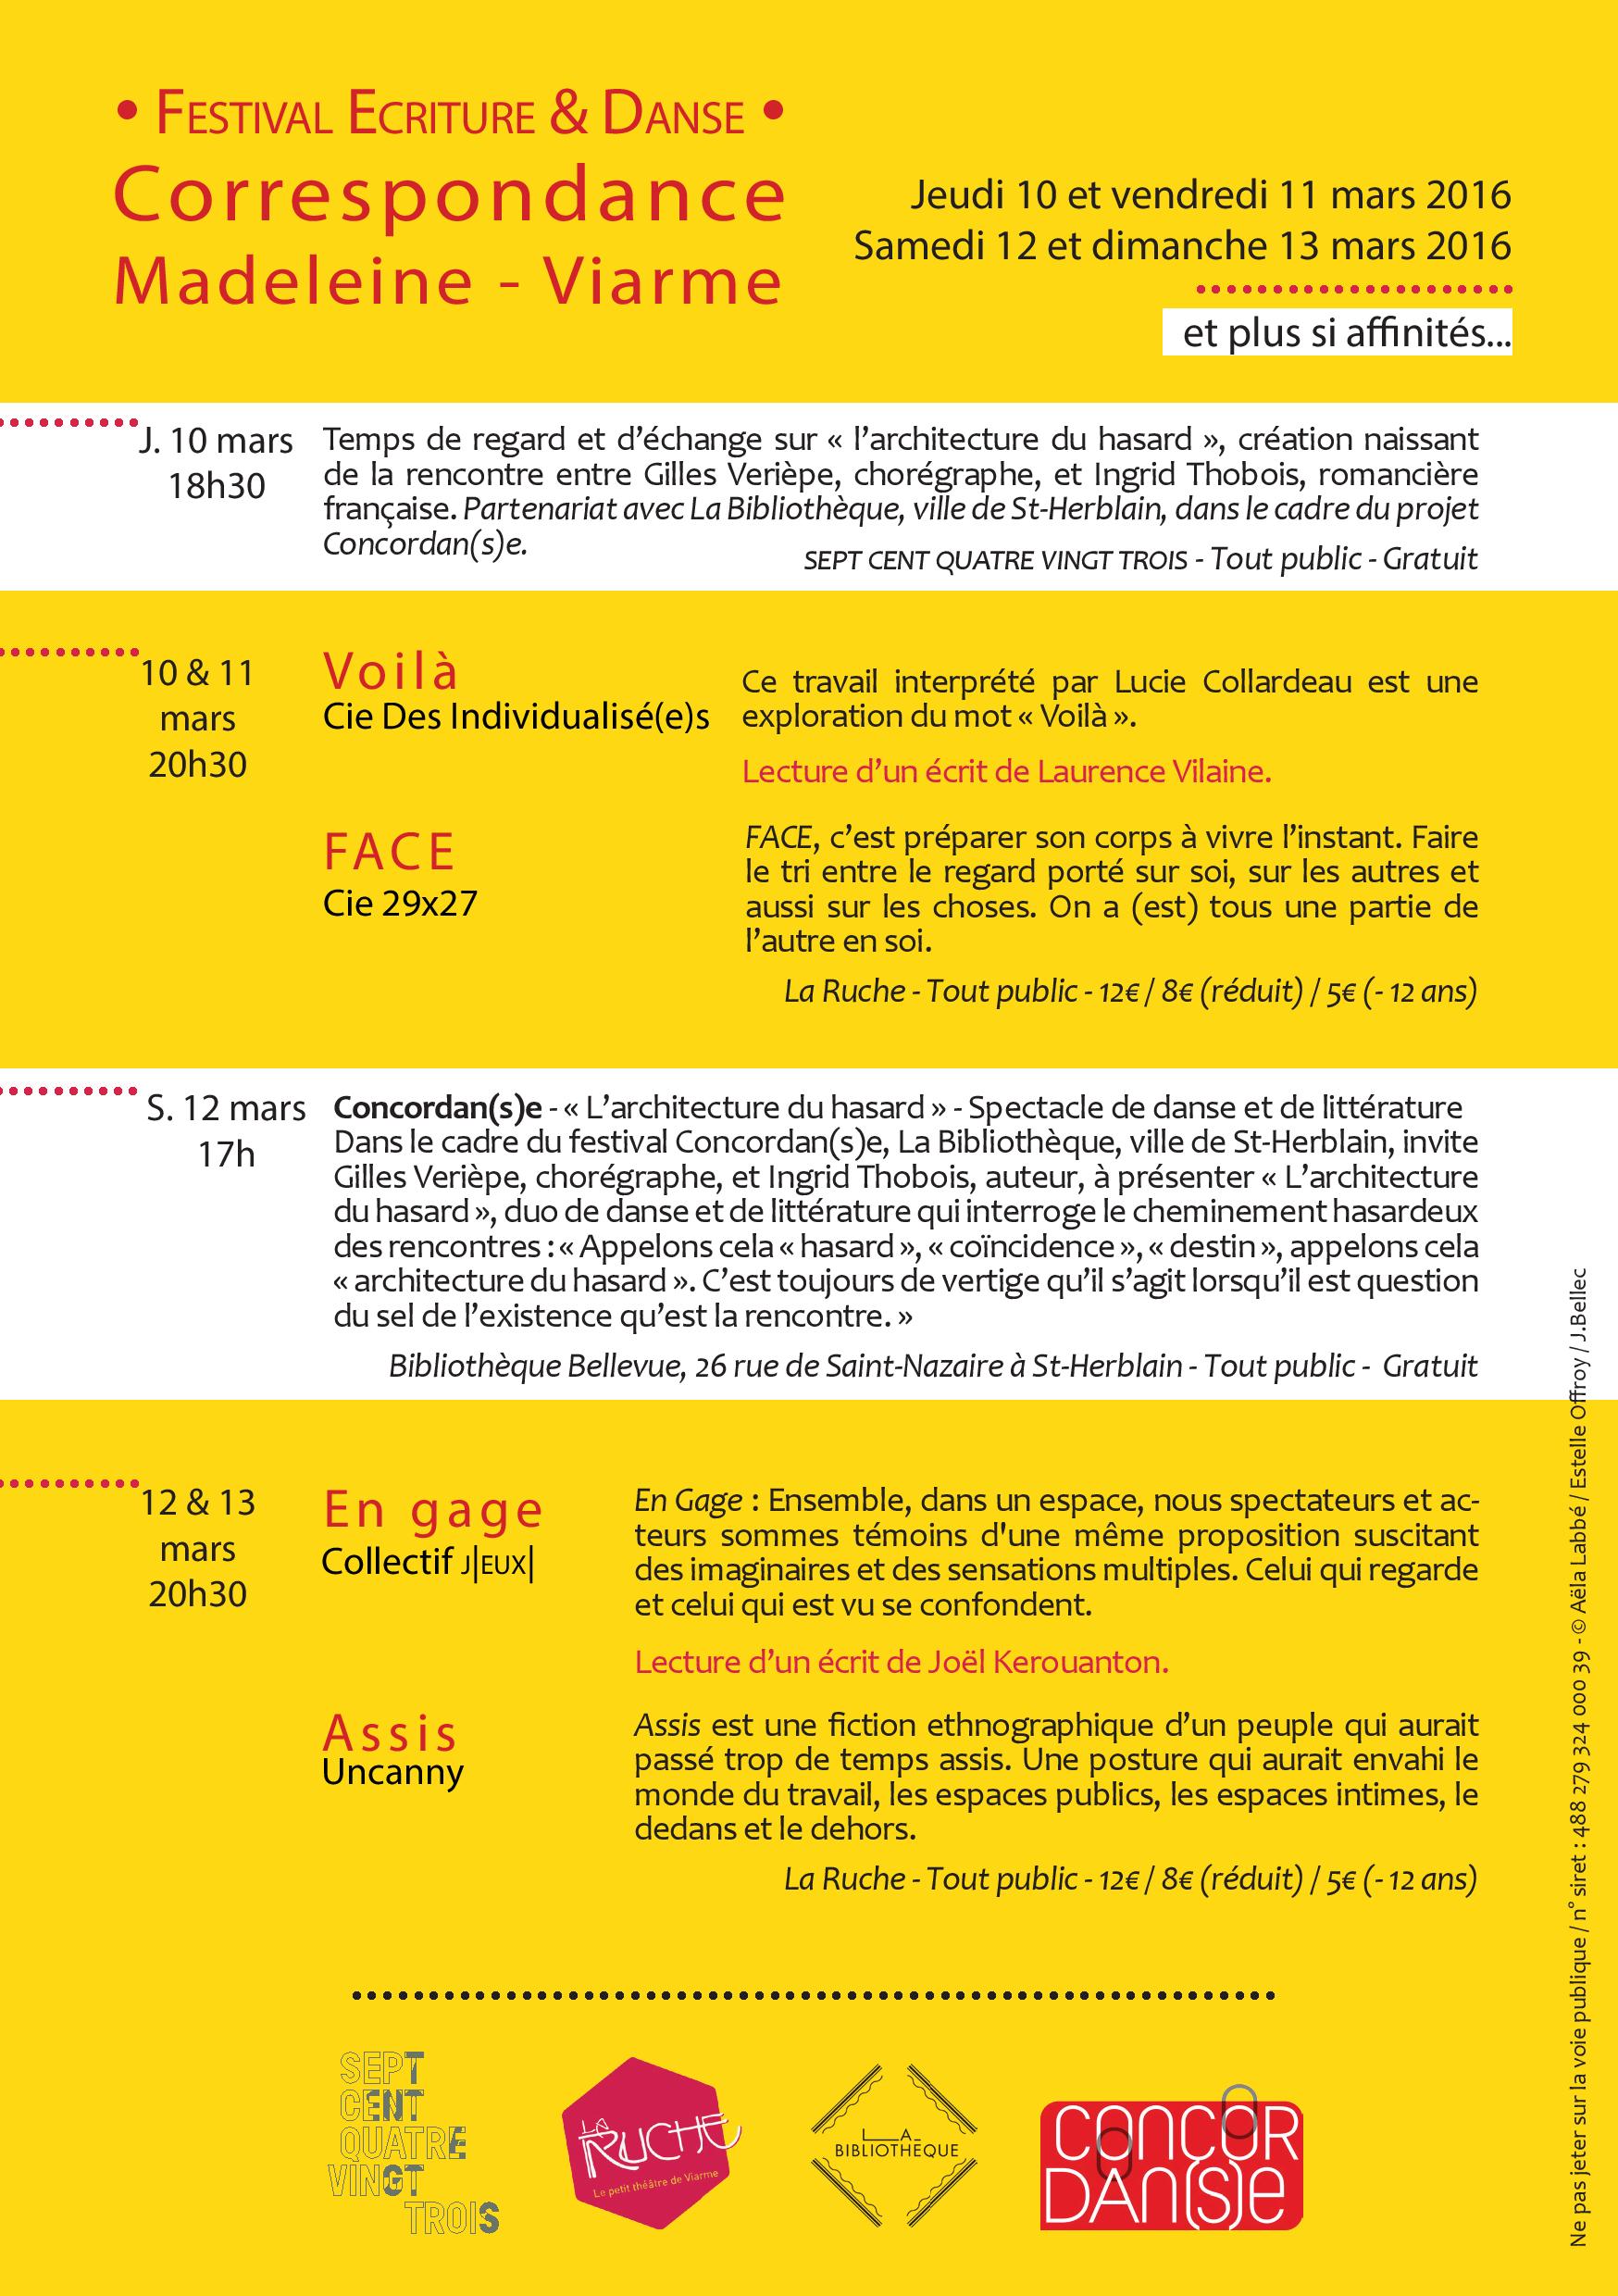 • Festival Ecriture & Danse •
Correspondance
Madeleine - Viarme
Jeudi 10 et vendredi 11 mars 2016
Samedi 12 et dimanche 13 mars 2016
et plus si affinités...
J. 10 mars
18h30
Temps de regard et d’échange sur « l’architecture du hasard », création naissant
de la rencontre entre Gilles Verièpe, chorégraphe, et Ingrid Thobois, romancière
française. Partenariat avec La Bibliothèque, ville de St-Herblain, dans le cadre du projet
Concordan(s)e.
SEPT CENT QUATRE VINGT TROIS - Tout public - Gratuit
10 & 11
mars
20h30
Voilà
Cie Des Individualisé(e)s
Ce travail interprété par Lucie Collardeau est une
exploration du mot « Voilà ».
Lecture d’un écrit de Laurence Vilaine.
FACE
Cie 29x27
FACE, c’est préparer son corps à vivre l’instant. Faire
le tri entre le regard porté sur soi, sur les autres et
aussi sur les choses. On a (est) tous une partie de
l’autre en soi.
La Ruche - Tout public - 12€ / 8€ (réduit) / 5€ (- 12 ans)
S. 12 mars
17h
Concordan(s)e - « L’architecture du hasard » - Spectacle de danse et de littérature
Dans le cadre du festival Concordan(s)e, La Bibliothèque, ville de St-Herblain, invite
Gilles Verièpe, chorégraphe, et Ingrid Thobois, auteur, à présenter « L’architecture
du hasard », duo de danse et de littérature qui interroge le cheminement hasardeux
des rencontres : « Appelons cela « hasard », « coïncidence », « destin », appelons cela
« architecture du hasard ». C’est toujours de vertige qu’il s’agit lorsqu’il est question
du sel de l’existence qu’est la rencontre. »
Bibliothèque Bellevue, 26 rue de Saint-Nazaire à St-Herblain - Tout public - Gratuit
12 & 13
mars
20h30
En gage
Collectif J|EUX|
En Gage : Ensemble, dans un espace, nous spectateurs et ac-
teurs sommes témoins d'une même proposition suscitant
des imaginaires et des sensations multiples. Celui qui regarde
et celui qui est vu se confondent.
Lecture d’un écrit de Joël Kerouanton.
Assis
Uncanny
Assis est une fiction ethnographique d’un peuple qui aurait
passé trop de temps assis. Une posture qui aurait envahi le
monde du travail, les espaces publics, les espaces intimes, le
dedans et le dehors.
La Ruche - Tout public - 12€ / 8€ (réduit) / 5€ (- 12 ans)
Ne pas jeter sur la voie publique / n° siret : 488 279 324 000 39 - © Aëla Labbé / Estelle Offroy / J.Bellec
SEPT
CENT
QUATRE
VINGT
TROIS
LA
RUCHE
Le petit théâtre de Viarme
LA
BIBLIOTHEQUE
CONCOR
DAN(S)E